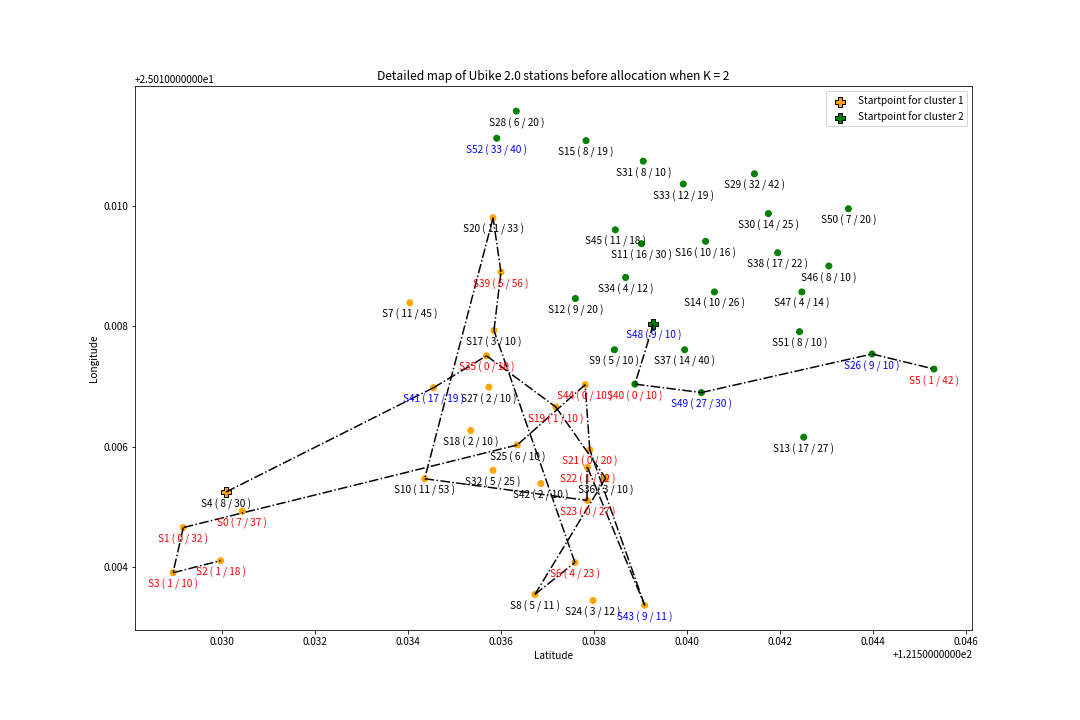 Detailed map of Ubike 2.0 stations before allocation when K = 2
+2.5010000000e1
Startpoint for cluster 1
Startpoint for cluster 2
S28 ( 6 / 20 )
S52 ( 33 / 40 )
S15 ( 8 / 19 )
S31 ( 8 / 10 )
S29 ( 32 / 42 )
S33 ( 12 / 19 )
0.010
S50 ( 7 / 20 )
S30 ( 14 / 25 )
S20 ( 11 / 33 )
S45 ( 11 / 18 )
S11 ( 16 / 30 )
S16 ( 10 / 16 )
S38 ( 17 / 22 )
S46 ( 8 / 10 )
S39 ( 5 / 56 )
S34 ( 4 / 12 )
S14 ( 10 / 26 )
S47 ( 4 / 14 )
S7 ( 11 / 45 )
S12 ( 9 / 20 )
0.008
S48 ( 9 / 10 )
S17 ( 3 / 10 )
S51 ( 8 / 10 )
S9 ( 5 / 10 )
S37 ( 14 / 40 )
S35 ( 0 / 18 )
S26 ( 9 / 10 )
S5 ( 1 / 42 )
S41 ( 17 / 19 )
S27 ( 2 / 10 )
S44 ( 0 / 10 )
S40 ( 0 / 10 )
S49 ( 27 / 30 )
S19 ( 1 / 10 )
0.006
S18 ( 2 / 10 )
S13 ( 17 / 27 )
S25 ( 6 / 10 )
S21 ( 0 / 20 )
S32 ( 5 / 25 )
S22
S10 ( 11 / 53 )
S42 ( 2 / 10 )
S36 ( 3 / 10 )
S4 ( 8 / 30 )
S23 ( 0 / 22 )
S0 ( 7 / 37 )
S1 ( 0 / 32 )
0.004
S2 ( 1 / 18 )
S6 ( 4 / 23 )
S3 ( 1 / 10 )
S8 ( 5 / 11 )
S24 ( 3 / 12 )
S43 ( 9 / 11 )
Longitude
0.030 0.032 0.034 0.036 0.038 0.040 0.042 0.044 0.046
Latitude
+1.2150000000e2